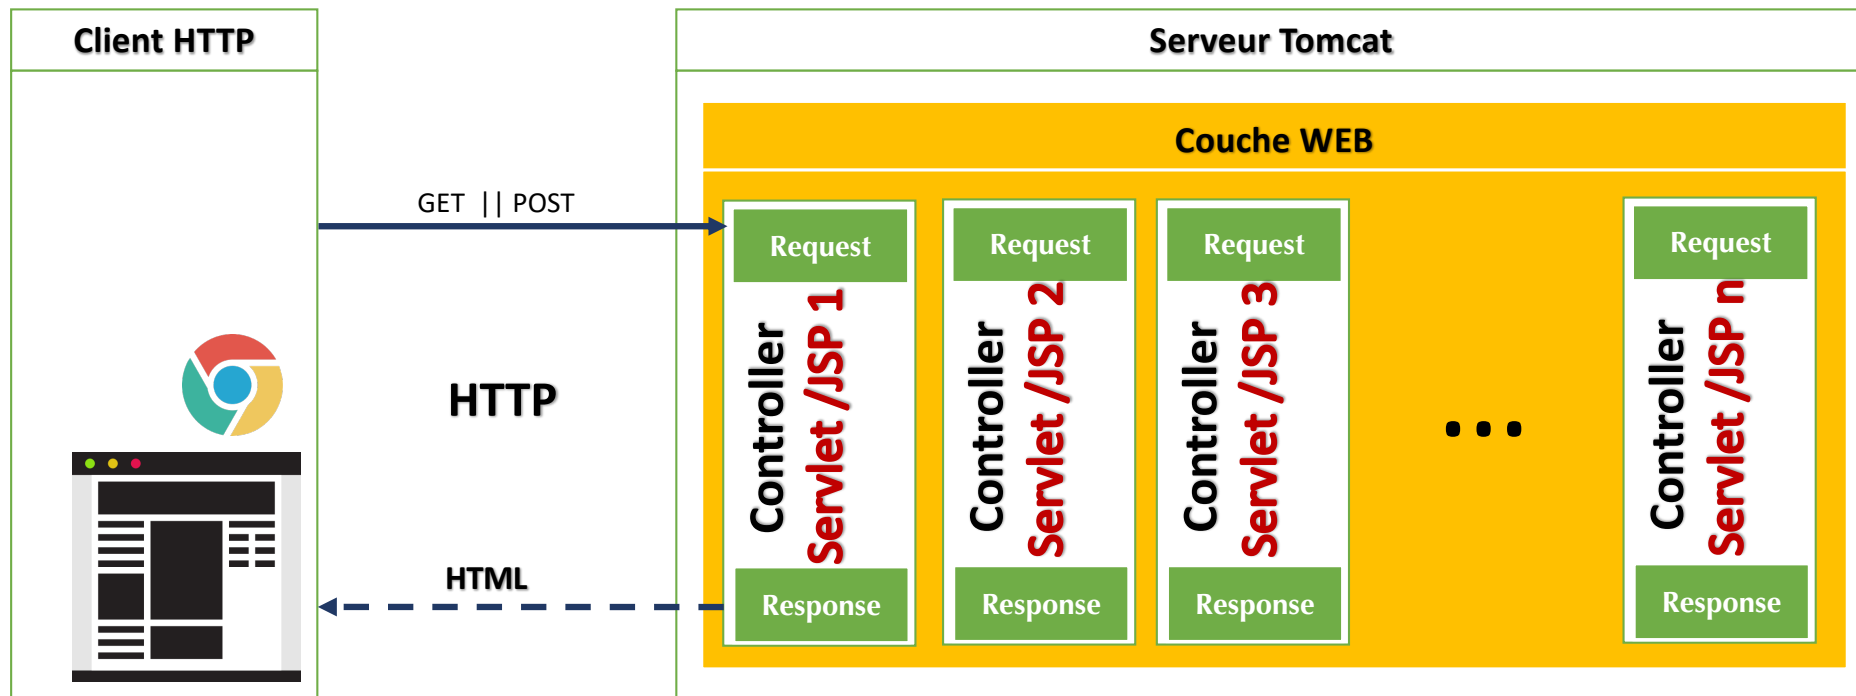 Client HTTP
Serveur Tomcat
Couche WEB
GET || POST
HTTP
HTML
Request
Controller
Servlet /JSP 1
Response
Request
Controller
Servlet /JSP 2
Response
Request
Controller
Servlet /JSP 3
Response
...
Request
Controller
Servlet /JSP n
Response